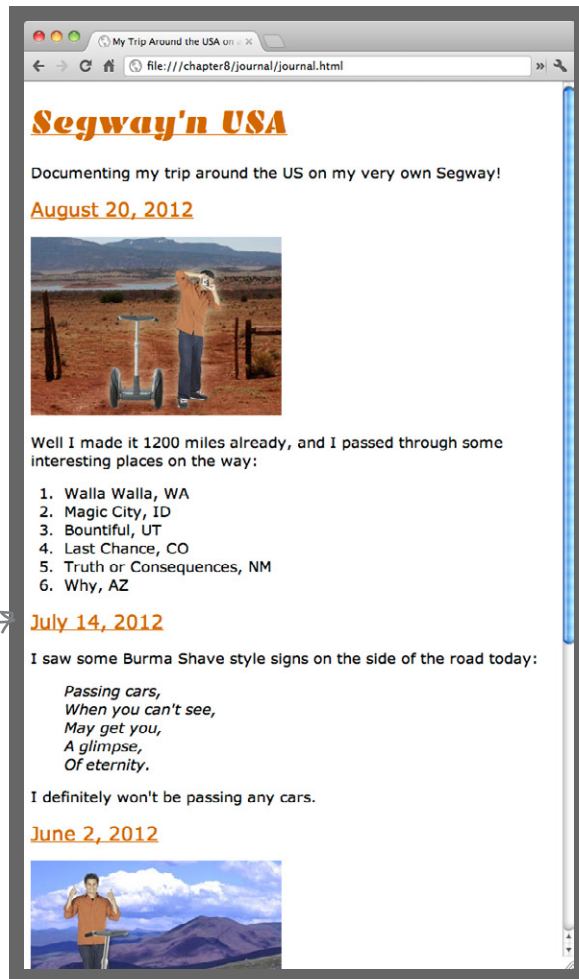 My Trip Around the USA on a
file:///chapter8/journal/journal.html
Segway'n USA
Documenting my trip around the US on my very own Segway!
August 20, 2012
Well I made it 1200 miles already, and I passed through some
interesting places on the way:
1. Walla Walla, WA
2. Magic City, ID
3. Bountiful, UT
4. Last Chance, CO
5. Truth or Consequences, NM
6. Why, AZ
July 14, 2012
I saw some Burma Shave style signs on the side of the road today:
Passing cars,
When you can't see,
May get you,
A glimpse,
Of eternity.
I definitely won't be passing any cars.
June 2, 2012